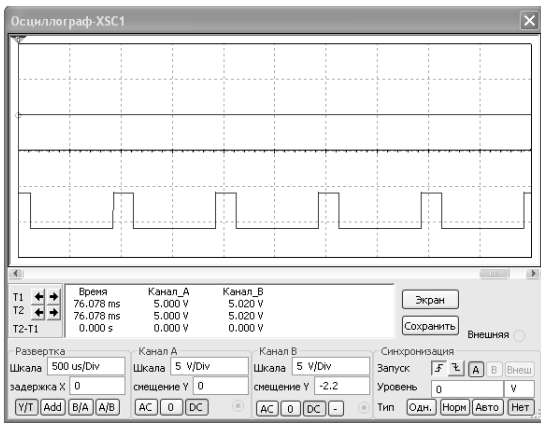 Осциллограф-XSC1
Время Канал_A Канал_B
T1 76.078 ms 5.000 V 5.020 V
T2 76.078 ms 5.000 V 5.020 V
T2-T1 0.000 s 0.000 V 0.000 V
Экран
Сохранить
Внешняя
Развертка
Шкала 500 us/Div
задержка X 0
Y/T Add B/A A/B
Канал A
Шкала 5 V/Div
смещение Y 0
AC 0 DC
Канал B
Шкала 5 V/Div
смещение Y -2.2
AC 0 DC -
Синхронизация
Запуск A B Внеш
Уровень 0 V
Тип Одн. Норм Авто Нет